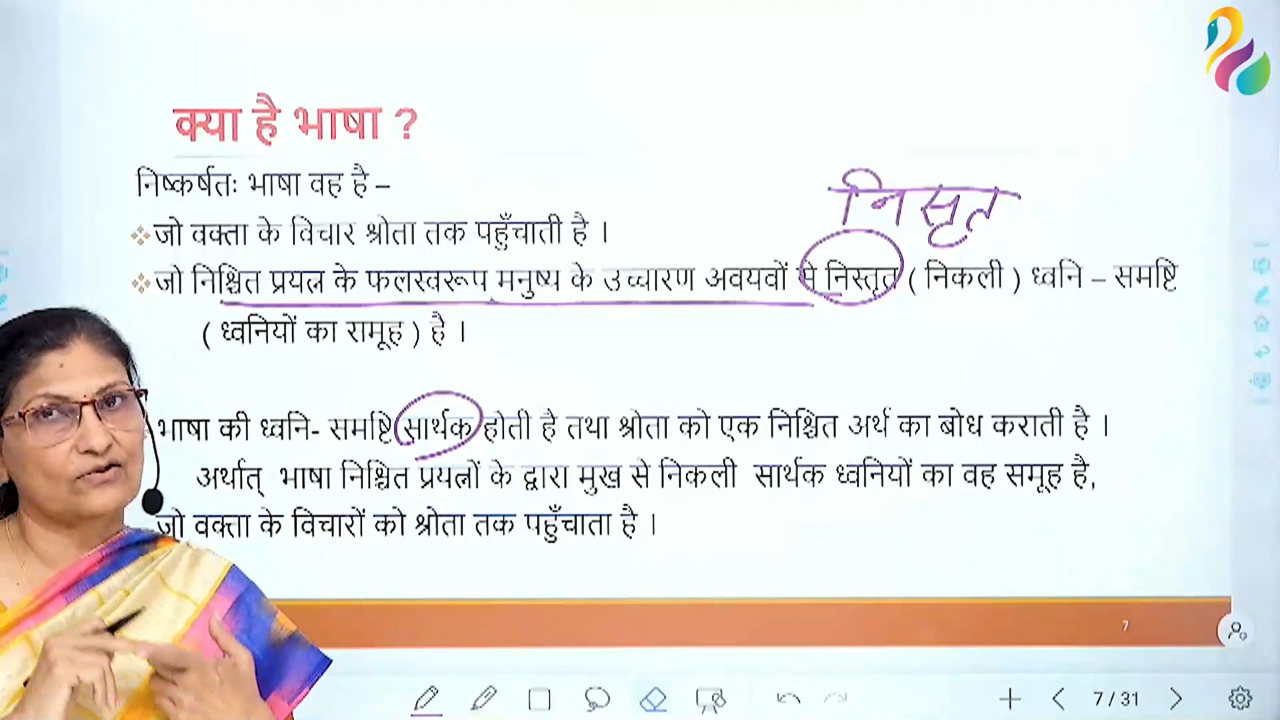 क्या है भाषा ?
निष्कर्षतः भाषा वह है –
निसृत
जो वक्ता के विचार श्रोता तक पहुँचाती है ।
जो निश्चित प्रयत्न के फलस्वरूप मनुष्य के उच्चारण अवयवों से निस्तृत ( निकली ) ध्वनि – समष्टि
( ध्वनियों का समूह ) है ।
भाषा की ध्वनि- समष्टि सार्थक होती है तथा श्रोता को एक निश्चित अर्थ का बोध कराती है ।
अर्थात् भाषा निश्चित प्रयत्नों के द्वारा मुख से निकली सार्थक ध्वनियों का वह समूह है,
जो वक्ता के विचारों को श्रोता तक पहुँचाता है ।
7
7 / 31